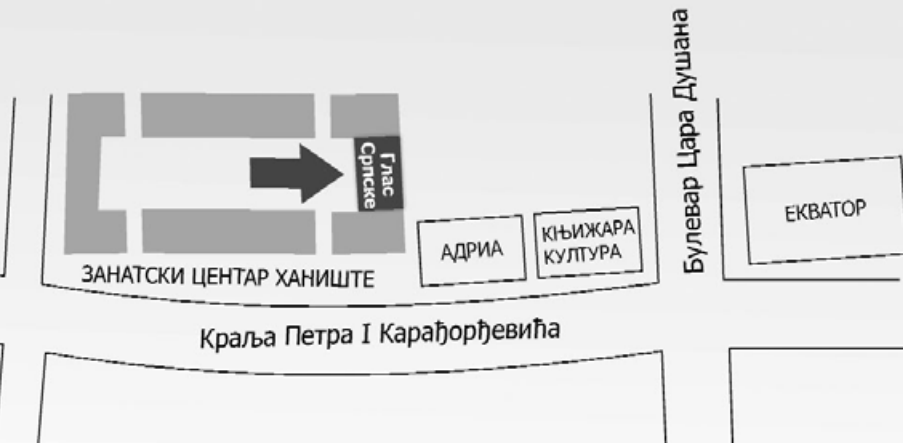 Булевар Цара Душана
Глас
Српске
ЕКВАТОР
АДРИА
КЊИЖАРА
КУЛТУРА
ЗАНАТСКИ ЦЕНТАР ХАНИШТЕ
Краља Петра I Карађорђевића